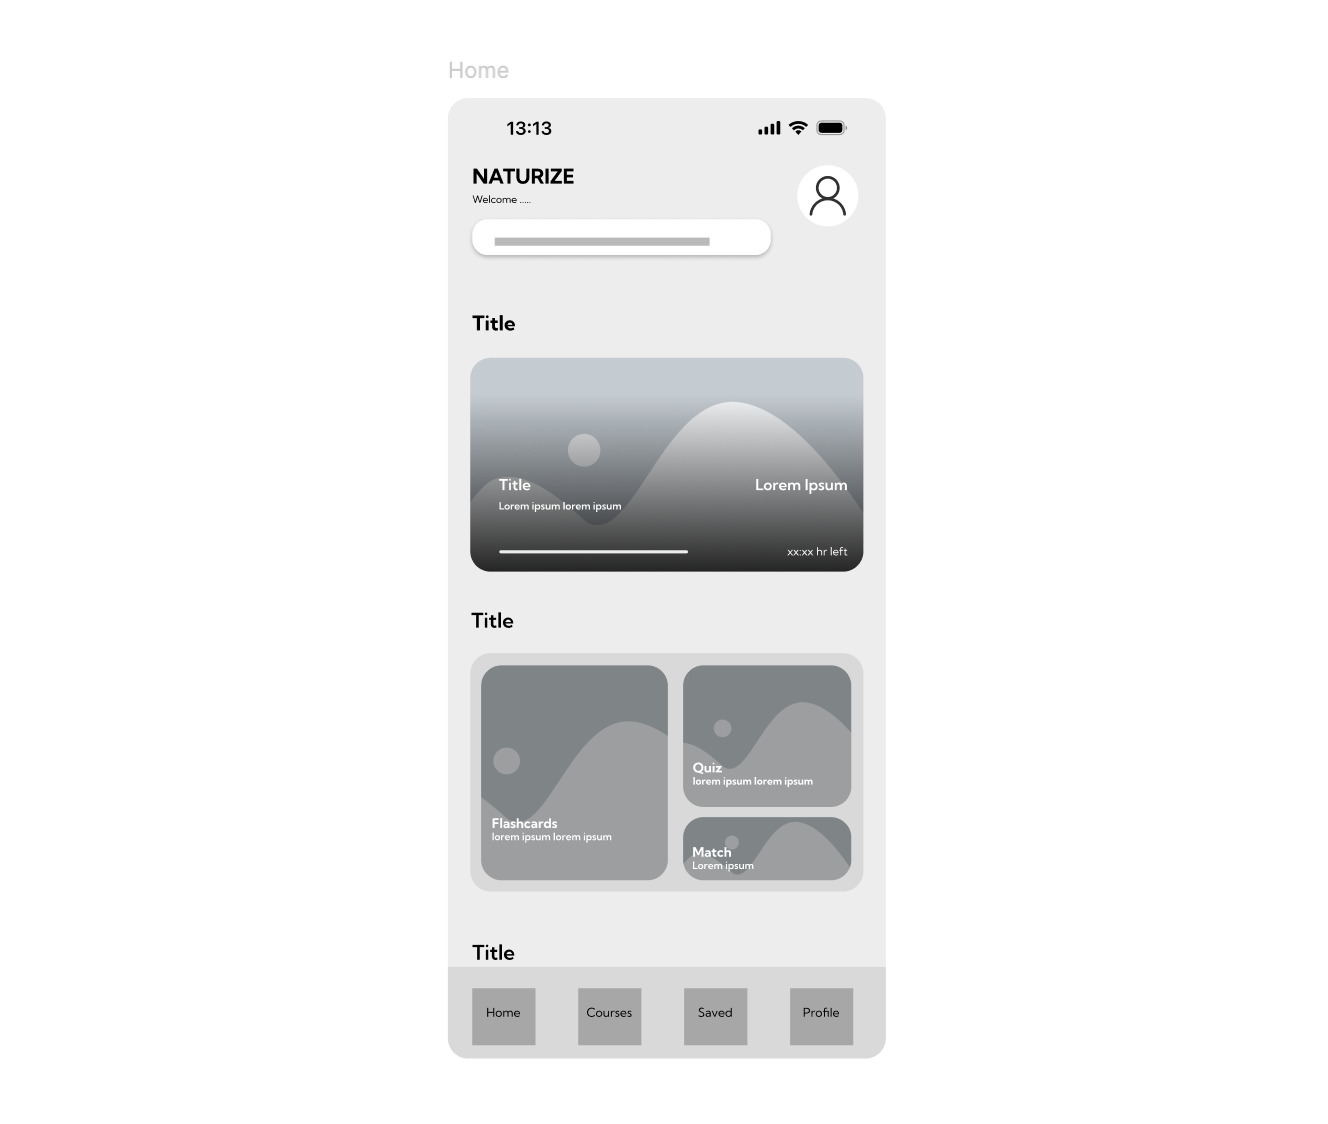 Home
13:13
NATURIZE
Welcome .....
Title
Title
Lorem Ipsum
Lorem ipsum lorem ipsum
xx:xx hr left
Title
Flashcards
lorem ipsum lorem ipsum
Quiz
lorem ipsum lorem ipsum
Match
Lorem ipsum
Title
Home
Courses
Saved
Profile